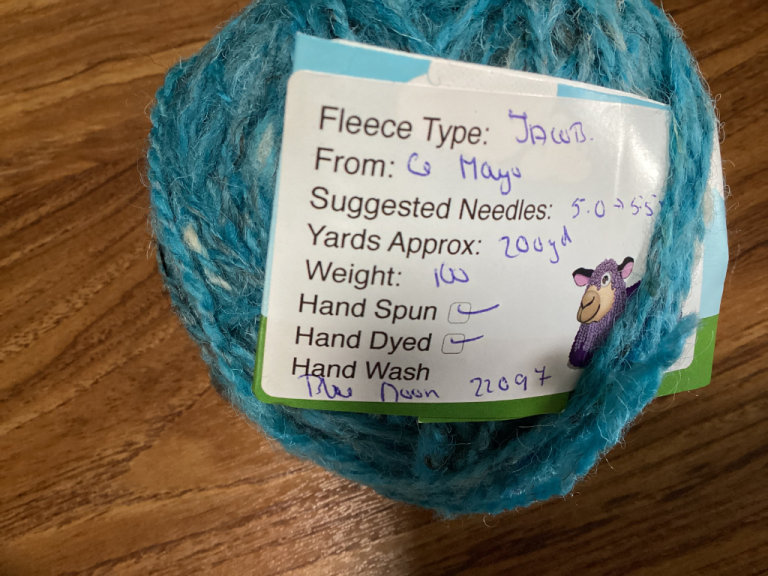 Fleece Type: JAWB.
From: Co Mayo
Suggested Needles: 5.0 → 5.5
Yards Approx: 200yd
Weight: 100
Hand Spun ✓
Hand Dyed ✓
Hand Wash
Blue Moon 22097